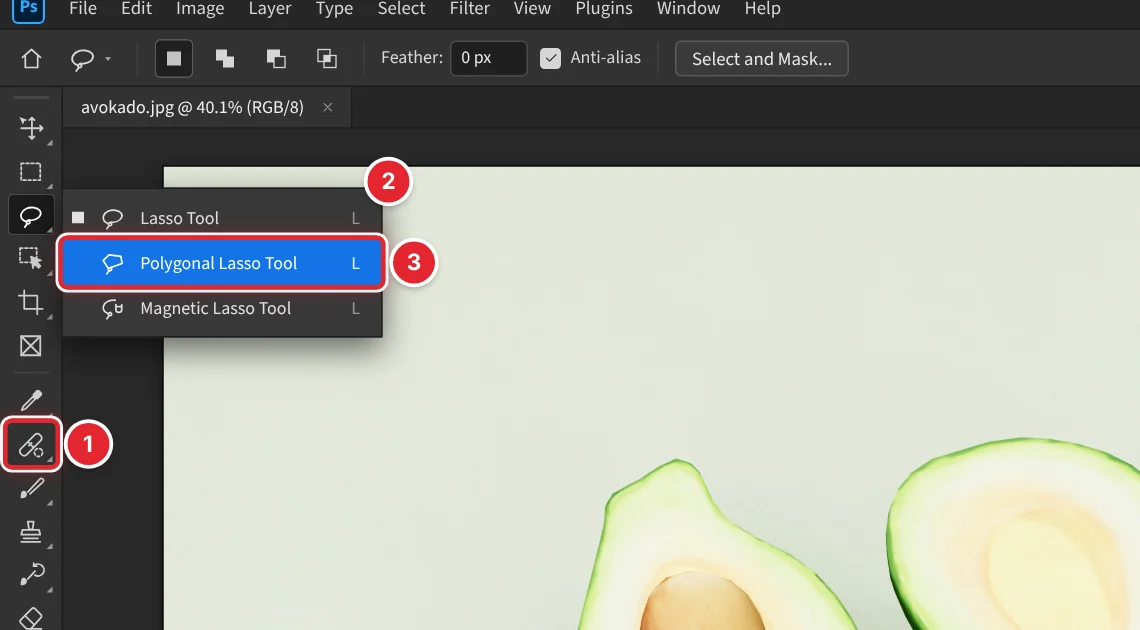 Ps File Edit Image Layer Type Select Filter View Plugins Window Help
Feather: 0 px Anti-alias Select and Mask...
avokado.jpg @ 40.1% (RGB/8) ×
2
Lasso Tool L
Polygonal Lasso Tool L
3
Magnetic Lasso Tool L
1